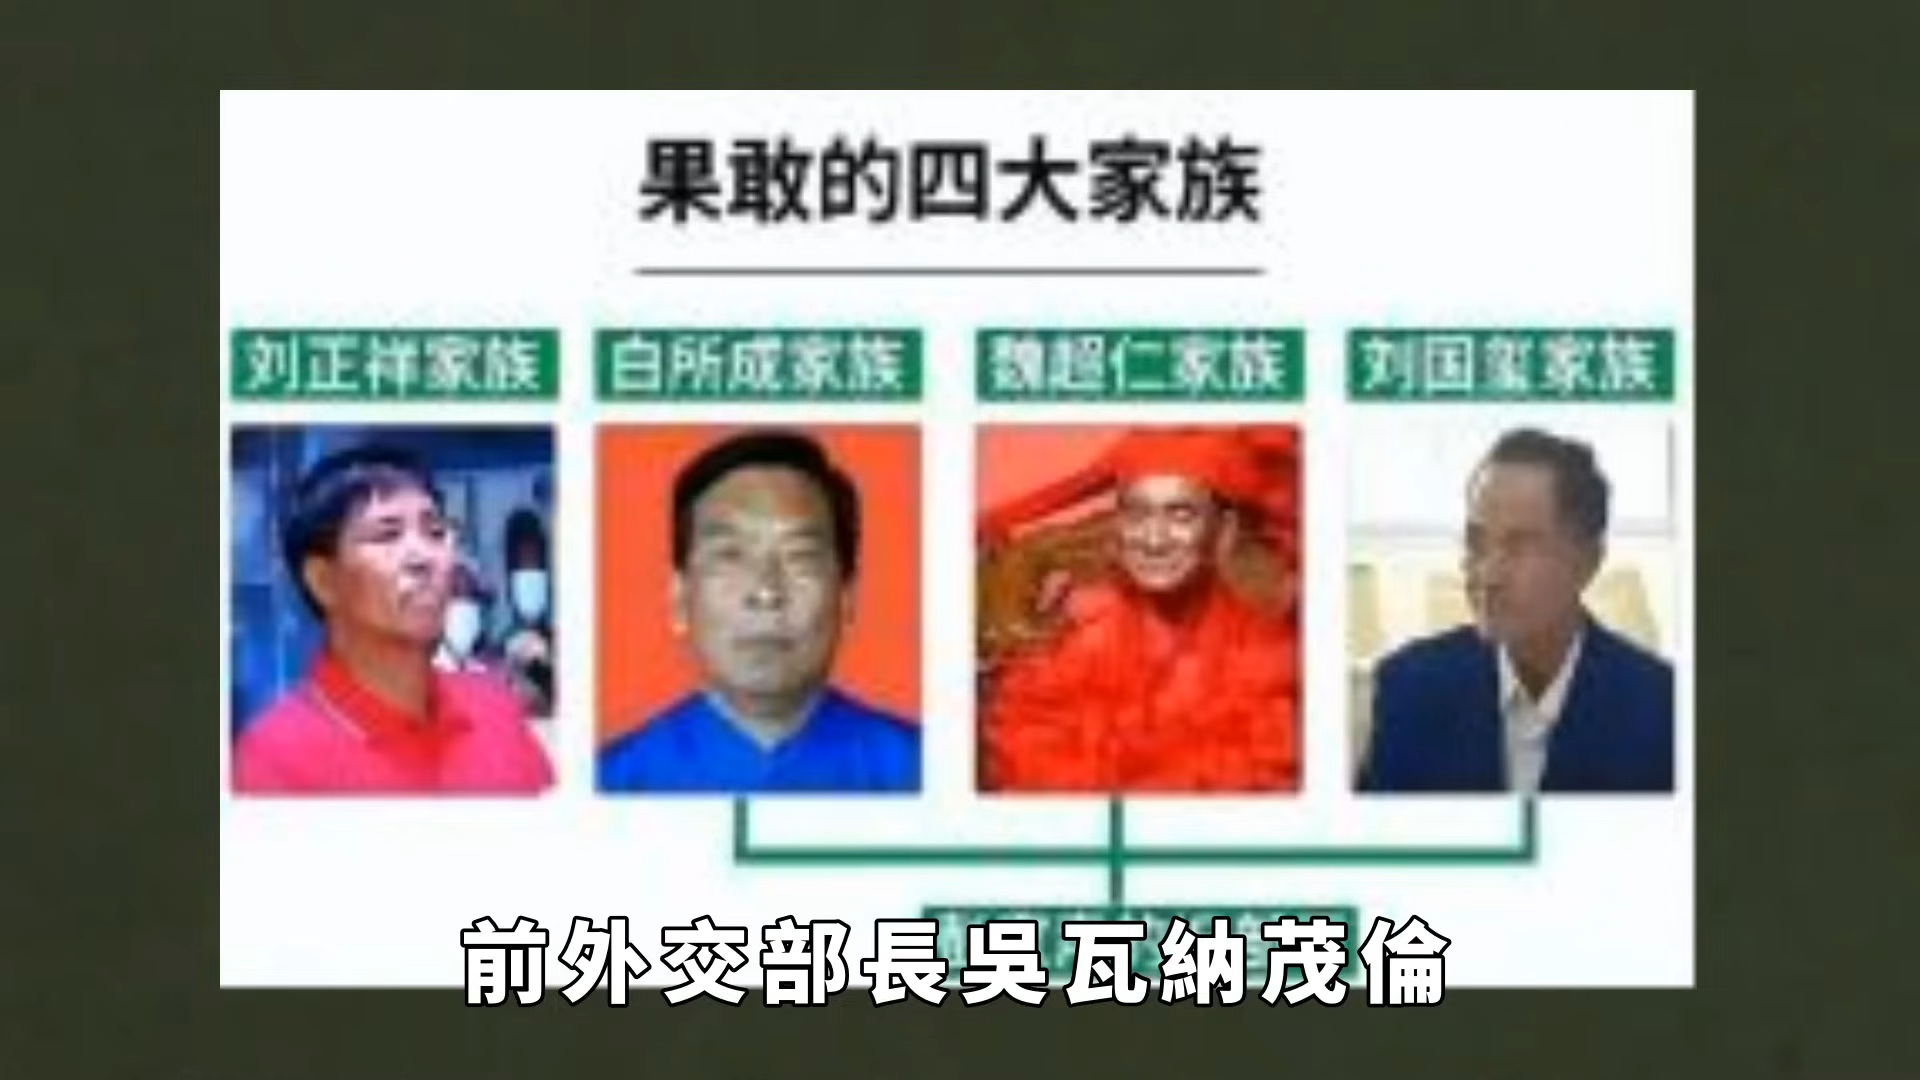 果敢的四大家族
刘正祥家族
白所成家族
魏超仁家族
刘国玺家族
前外交部長吳瓦納茂倫